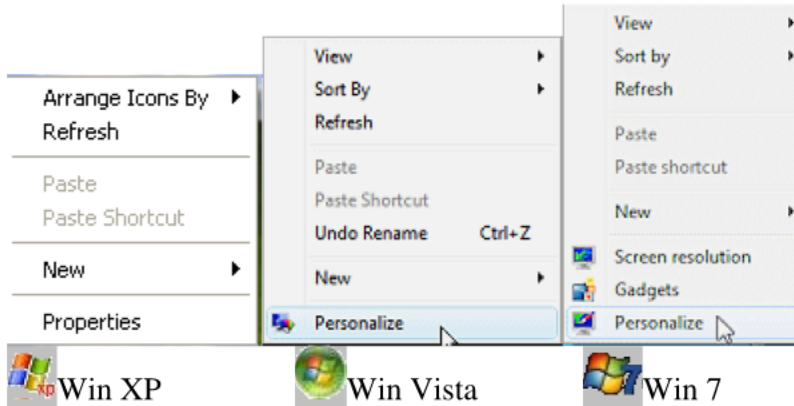 Arrange Icons By
Refresh
Paste
Paste Shortcut
New
Properties
View
Sort By
Refresh
Paste
Paste Shortcut
Undo Rename Ctrl+Z
New
Personalize
View
Sort by
Refresh
Paste
Paste shortcut
New
Screen resolution
Gadgets
Personalize
xp Win XP
Win Vista
7 Win 7